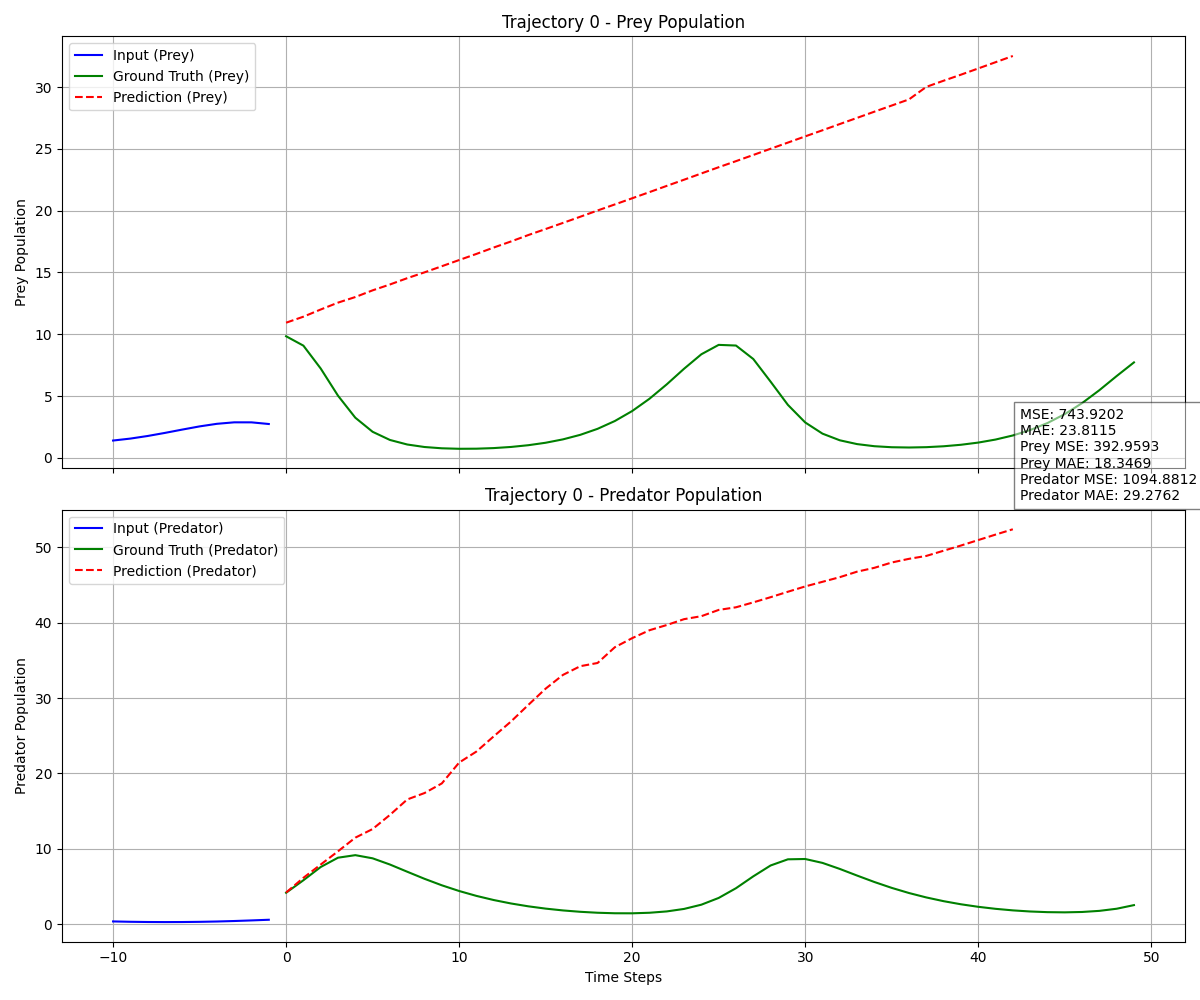 Trajectory 0 - Prey Population
Input (Prey)
Ground Truth (Prey)
Prediction (Prey)
30
25
20
15
10
5
0
Prey Population
MSE: 743.9202
MAE: 23.8115
Prey MSE: 392.9593
Prey MAE: 18.3469
Predator MSE: 1094.8812
Predator MAE: 29.2762
Trajectory 0 - Predator Population
Input (Predator)
Ground Truth (Predator)
Prediction (Predator)
50
40
30
20
10
0
Predator Population
−10 0 10 20 30 40 50
Time Steps